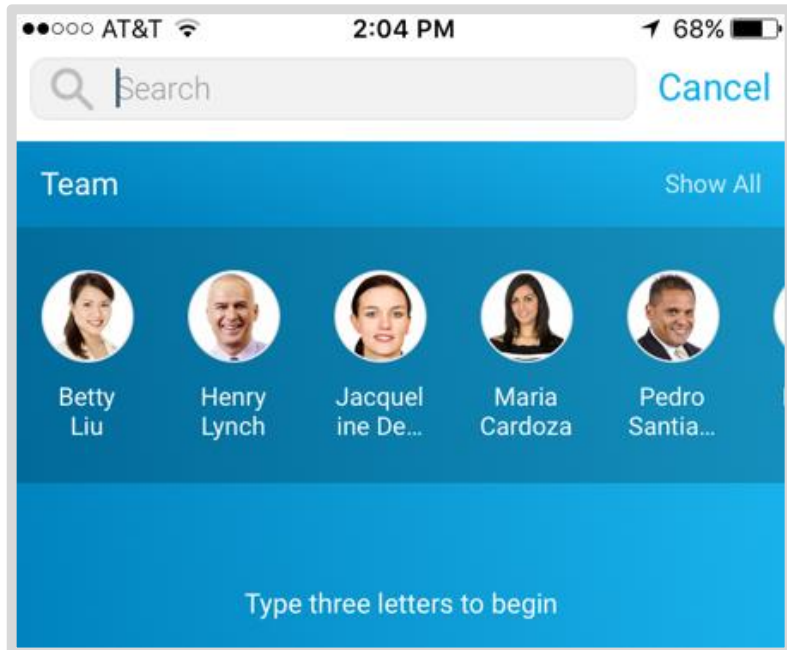 AT&T 2:04 PM 68%
Search Cancel
Team Show All
Betty Henry Jacquel Maria Pedro
Liu Lynch ine De... Cardoza Santia...
Type three letters to begin